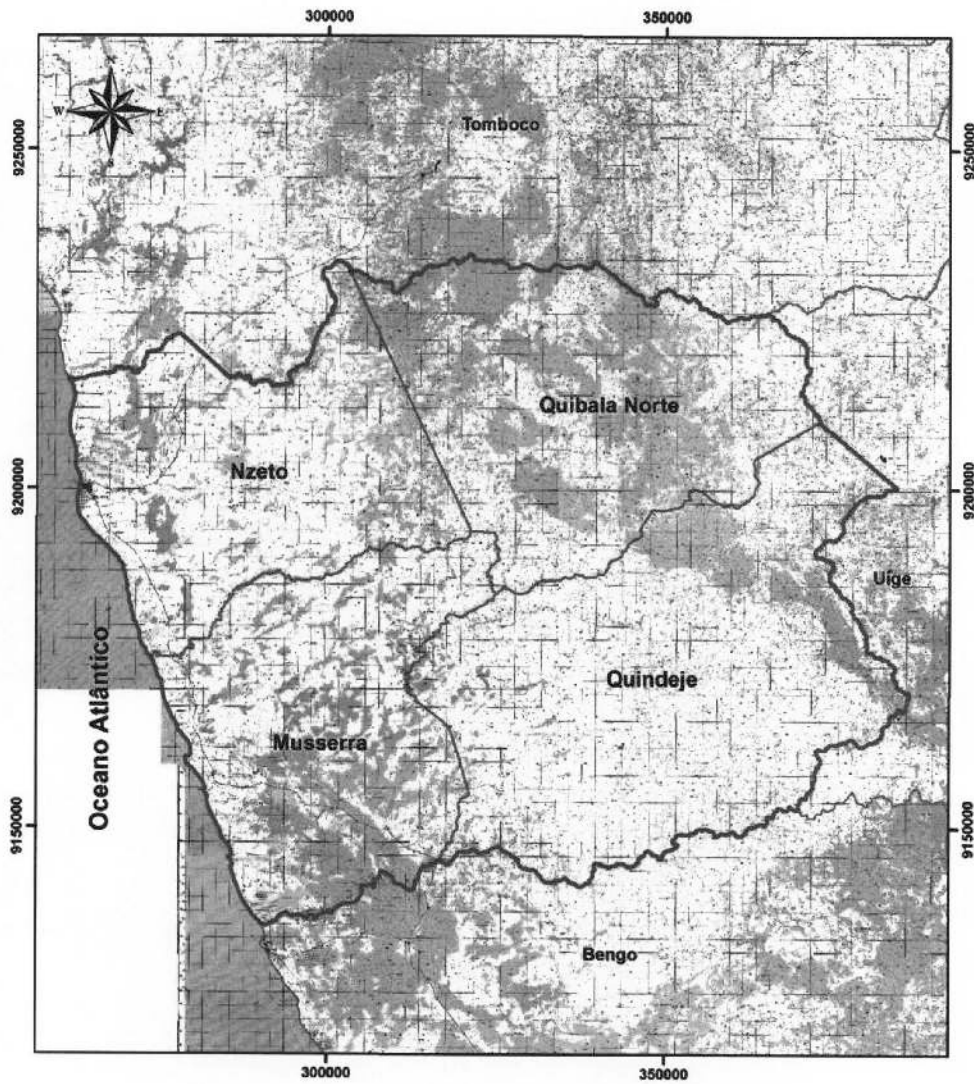 300000
350000
N
W
E
S
Tomboco
9250000
9250000
Quibala Norte
Nzeto
9200000
9200000
Uíge
Quindeje
Oceano Atlântico
Musserra
9150000
9150000
Bengo
300000
350000